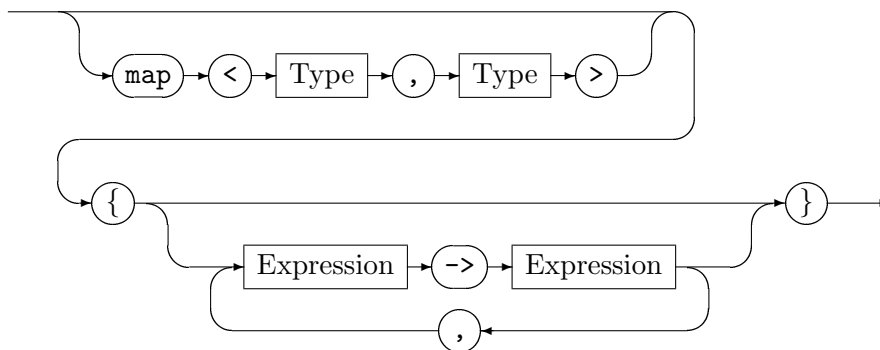 map < Type , Type >
{ }
Expression -> Expression
,